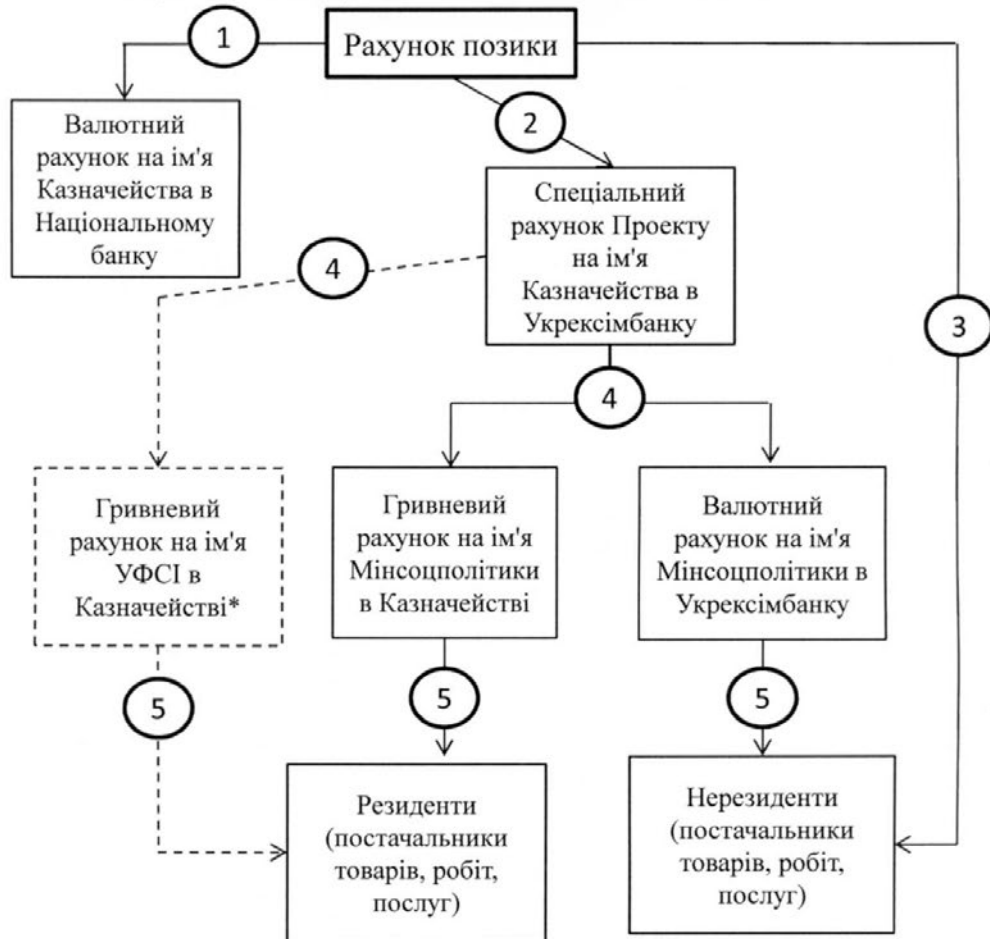 1
Рахунок позики
2
Валютний
рахунок на ім'я
Казначейства в
Національному
банку
Спеціальний
рахунок Проекту
на ім'я
Казначейства в
Укрексімбанку
4
3
4
Гривневий
рахунок на ім'я
УФСІ в
Казначействі*
Гривневий
рахунок на ім'я
Мінсоцполітики
в Казначействі
Валютний
рахунок на ім'я
Мінсоцполітики в
Укрексімбанку
5
5
5
Резиденти
(постачальники
товарів, робіт,
послуг)
Нерезиденти
(постачальники
товарів, робіт,
послуг)